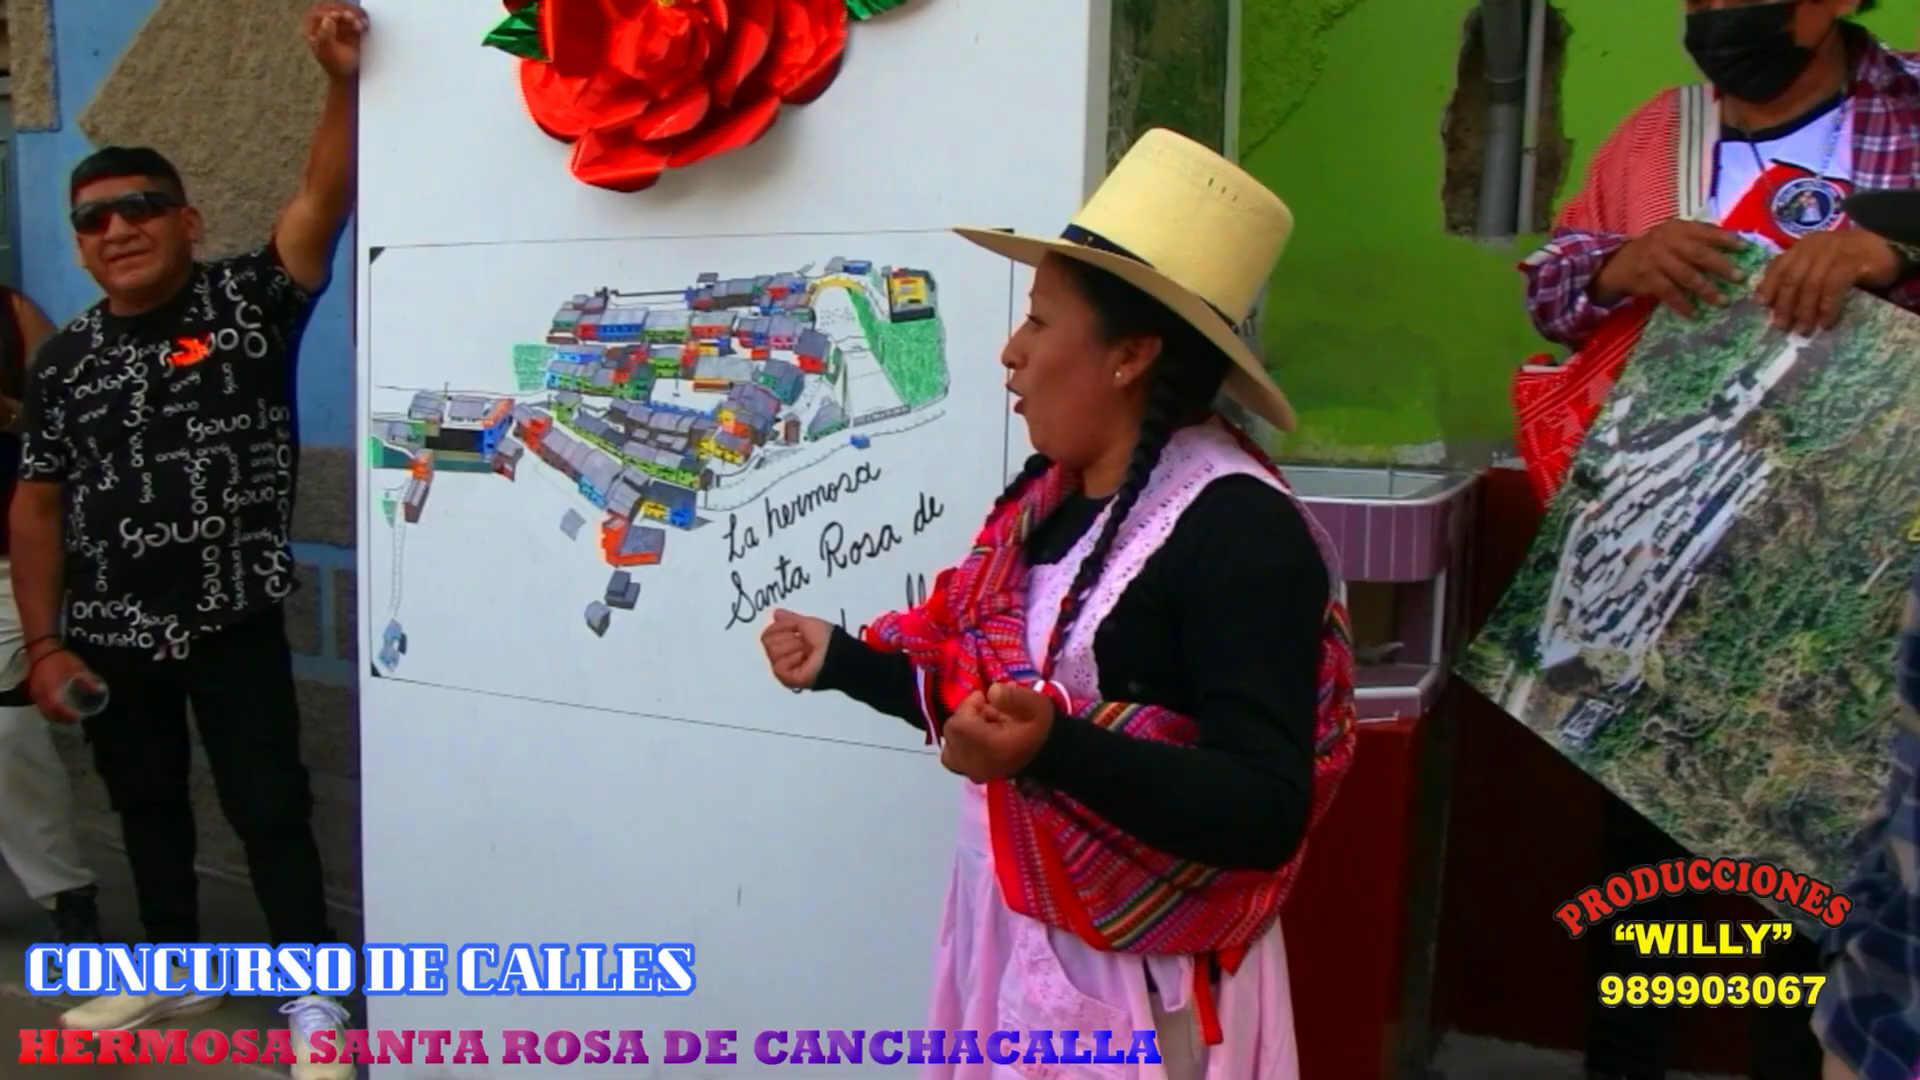 La hermosa
Santa Rosa de
CONCURSO DE CALLES
HERMOSA SANTA ROSA DE CANCHACALLA
PRODUCCIONES
"WILLY"
989903067